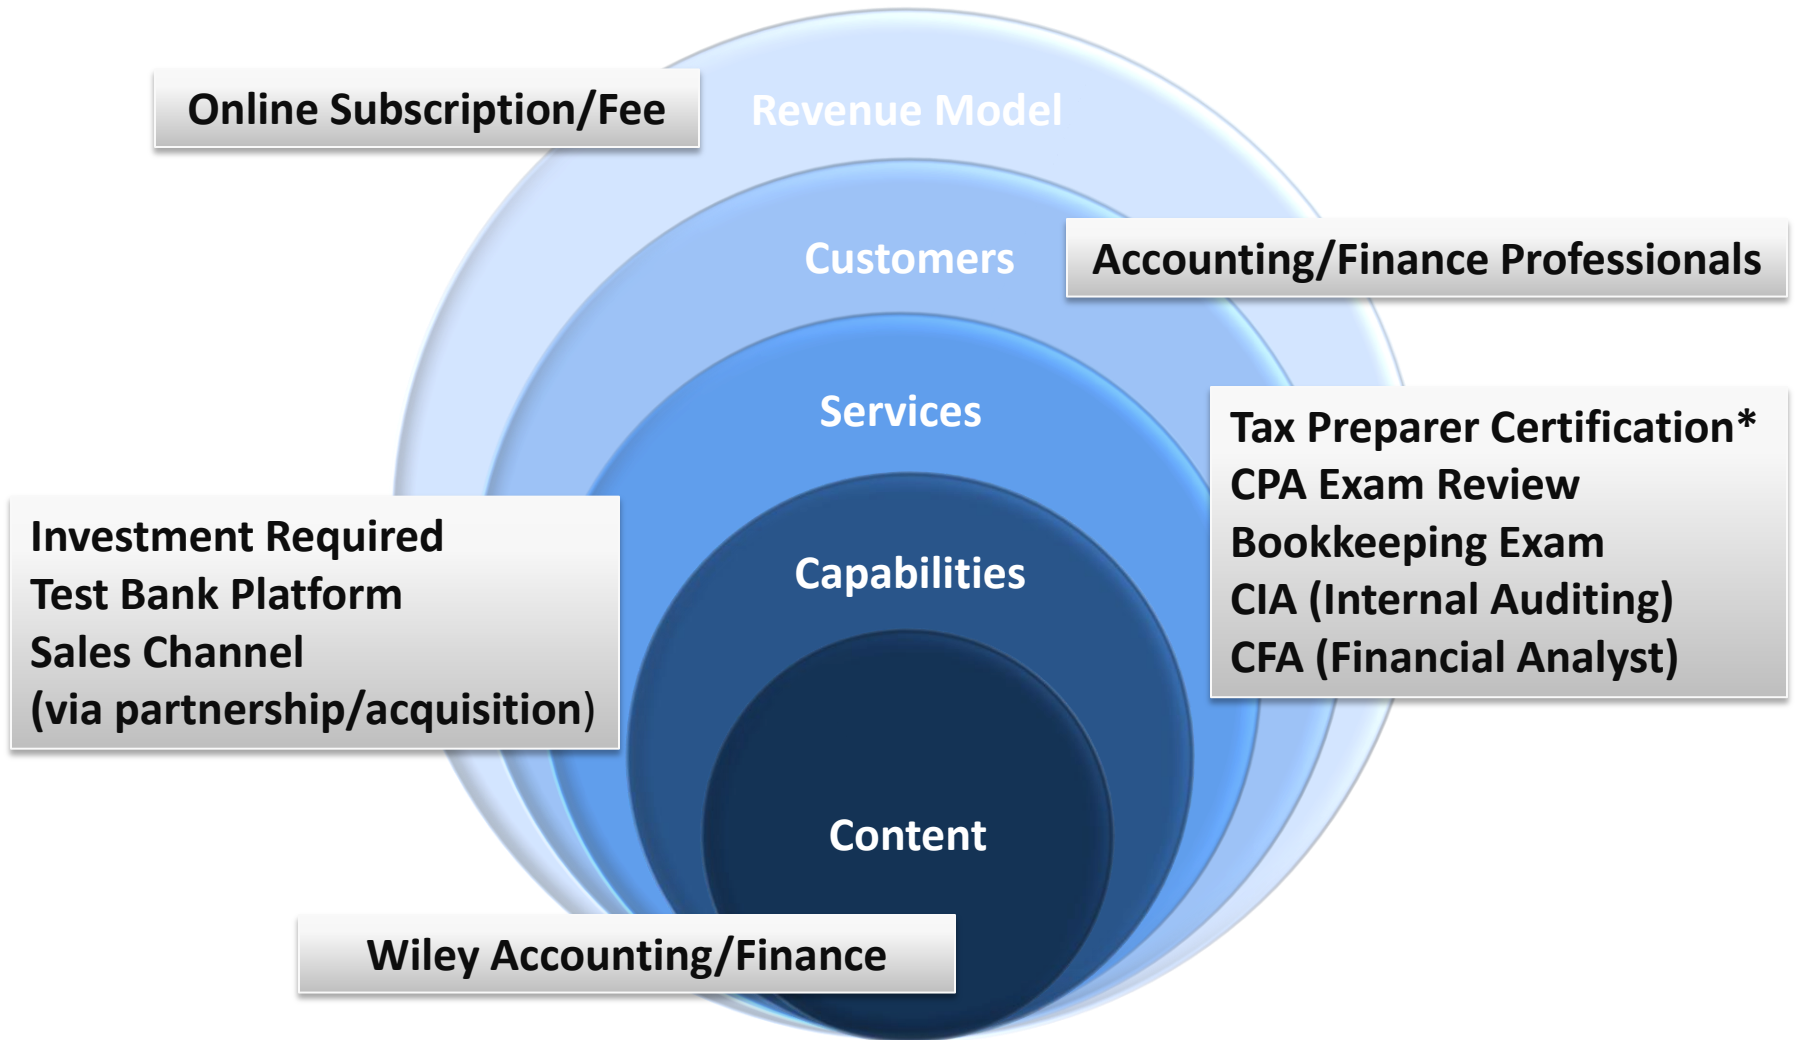 Online Subscription/Fee
Revenue Model
Customers
Accounting/Finance Professionals
Services
Tax Preparer Certification*
CPA Exam Review
Bookkeeping Exam
CIA (Internal Auditing)
CFA (Financial Analyst)
Investment Required
Test Bank Platform
Sales Channel
(via partnership/acquisition)
Capabilities
Content
Wiley Accounting/Finance